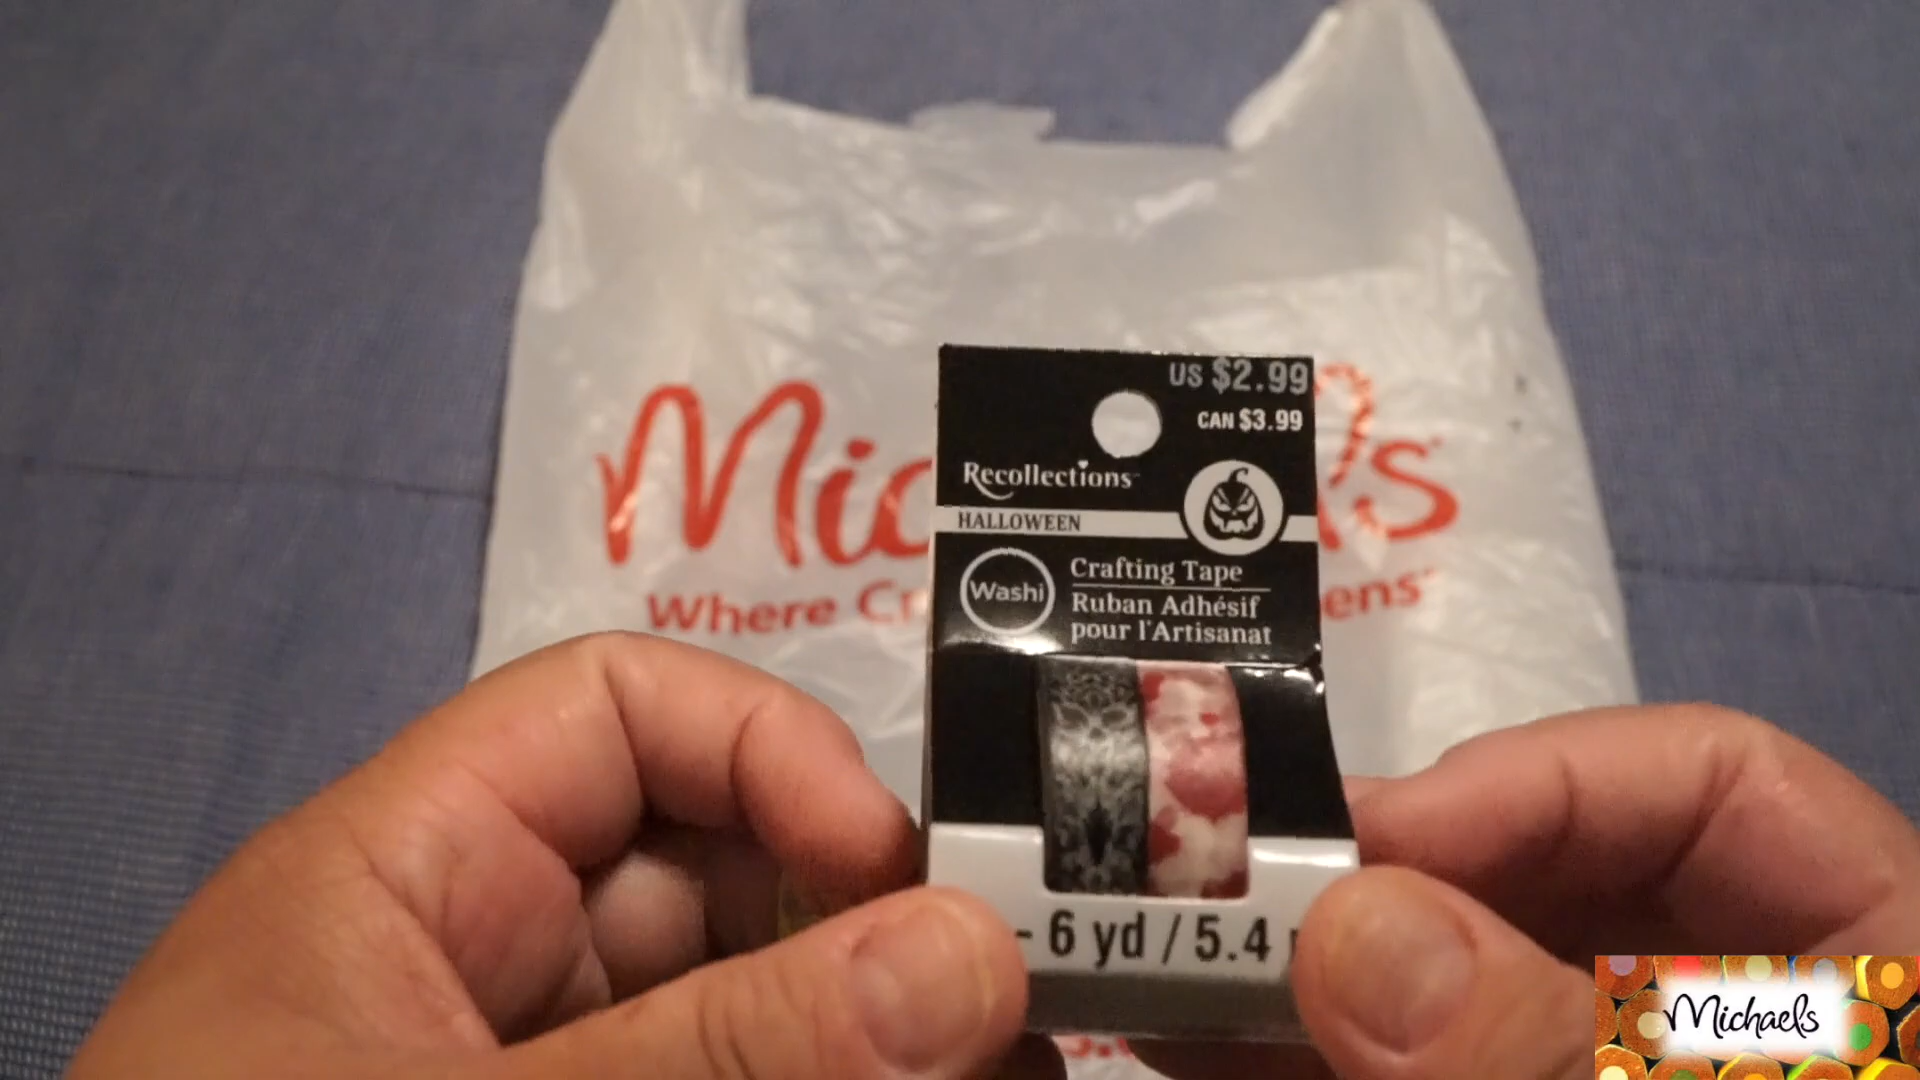 US $2.99
CAN $3.99
Recollections
HALLOWEEN
Washi
Crafting Tape
Ruban Adhésif
pour l'Artisanat
- 6 yd / 5.4
Mic s
Where Cr ens
Michaels